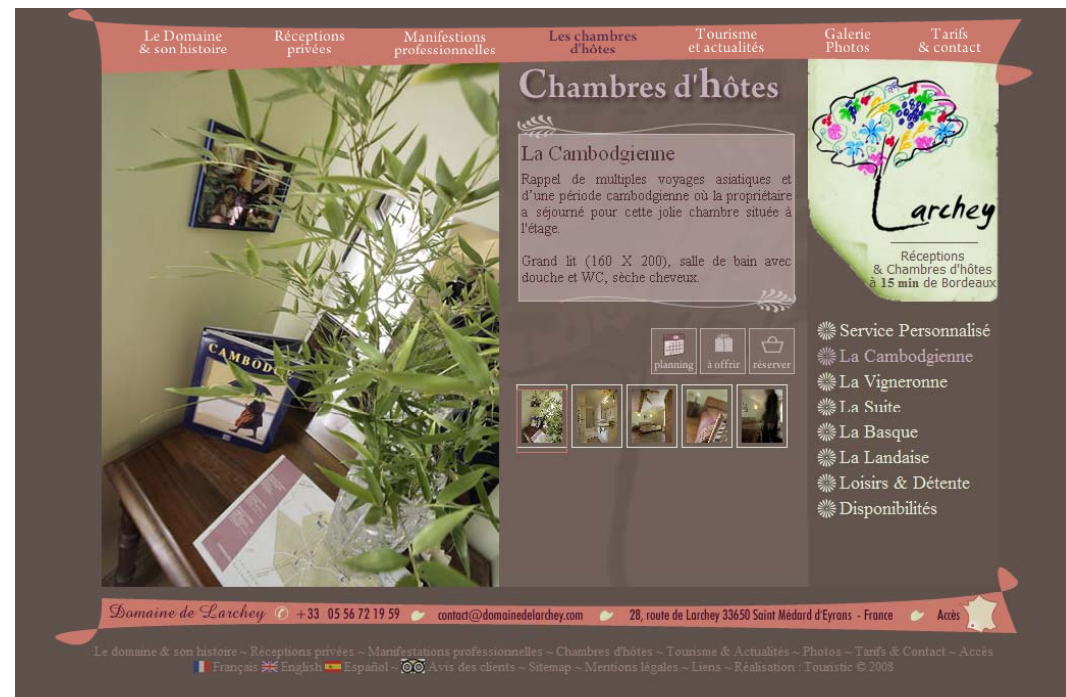 Le Domaine
& son histoire
Réceptions
privées
Manifestions
professionnelles
Les chambres
d'hôtes
Tourisme
et actualités
Galerie
Photos
Tarifs
& contact
Chambres d'hôtes
La Cambodgienne
Rappel de multiples voyages asiatiques et
d'une période cambodgienne où la propriétaire
a séjourné pour cette jolie chambre située à
l'étage.
Grand lit (160 X 200), salle de bain avec
douche et WC, sèche cheveux.
planning
à offrir
réserver
CAMBODGE
Larchey
Réceptions
& Chambres d'hôtes
à 15 min de Bordeaux
Service Personnalisé
La Cambodgienne
La Vigneronne
La Suite
La Basque
La Landaise
Loisirs & Détente
Disponibilités
Domaine de Larchey +33 05 56 72 19 59 contact@domainedelarchey.com 28, route de Larchey 33650 Saint Médard d'Eyrans - France Accès
Le domaine & son histoire ~ Réceptions privées ~ Manifestations professionnelles ~ Chambres d'hôtes ~ Tourisme & Actualités ~ Photos ~ Tarifs & Contact ~ Accès
Français English Español ~ Avis des clients ~ Sitemap ~ Mentions légales ~ Liens ~ Réalisation : Touristic © 2008